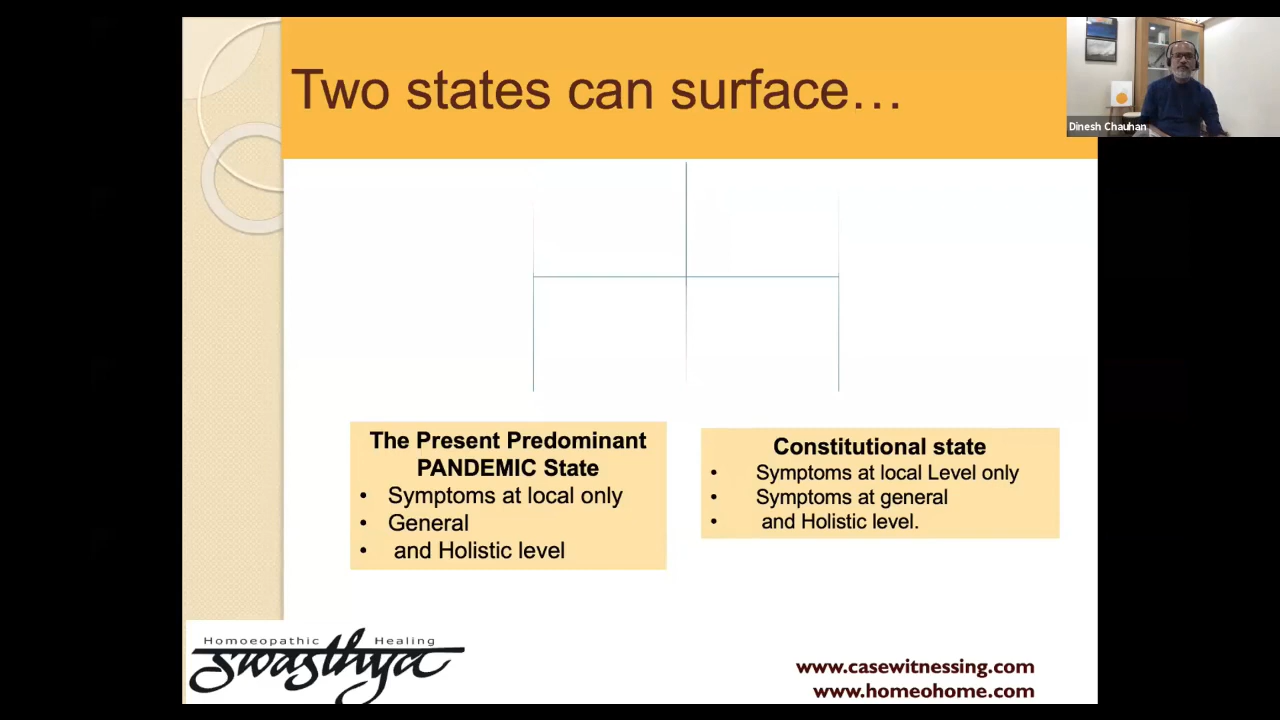 Two states can surface…
Dinesh Chauhan
The Present Predominant
PANDEMIC State
• Symptoms at local only
• General
• and Holistic level
Constitutional state
• Symptoms at local Level only
• Symptoms at general
• and Holistic level.
Homoeopathic Healing
swasthya
www.casewitnessing.com
www.homeohome.com